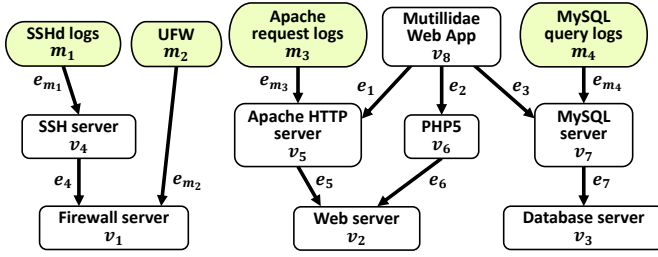 SSHd logs
m₁
UFW
m₂
Apache
request logs
m₃
Mutillidae
Web App
v₈
MySQL
query logs
m₄
eₘ₁
eₘ₃
e₁
e₂
e₃
eₘ₄
SSH server
v₄
Apache HTTP
server
v₅
PHP5
v₆
MySQL
server
v₇
e₄
eₘ₂
e₅
e₆
e₇
Firewall server
v₁
Web server
v₂
Database server
v₃